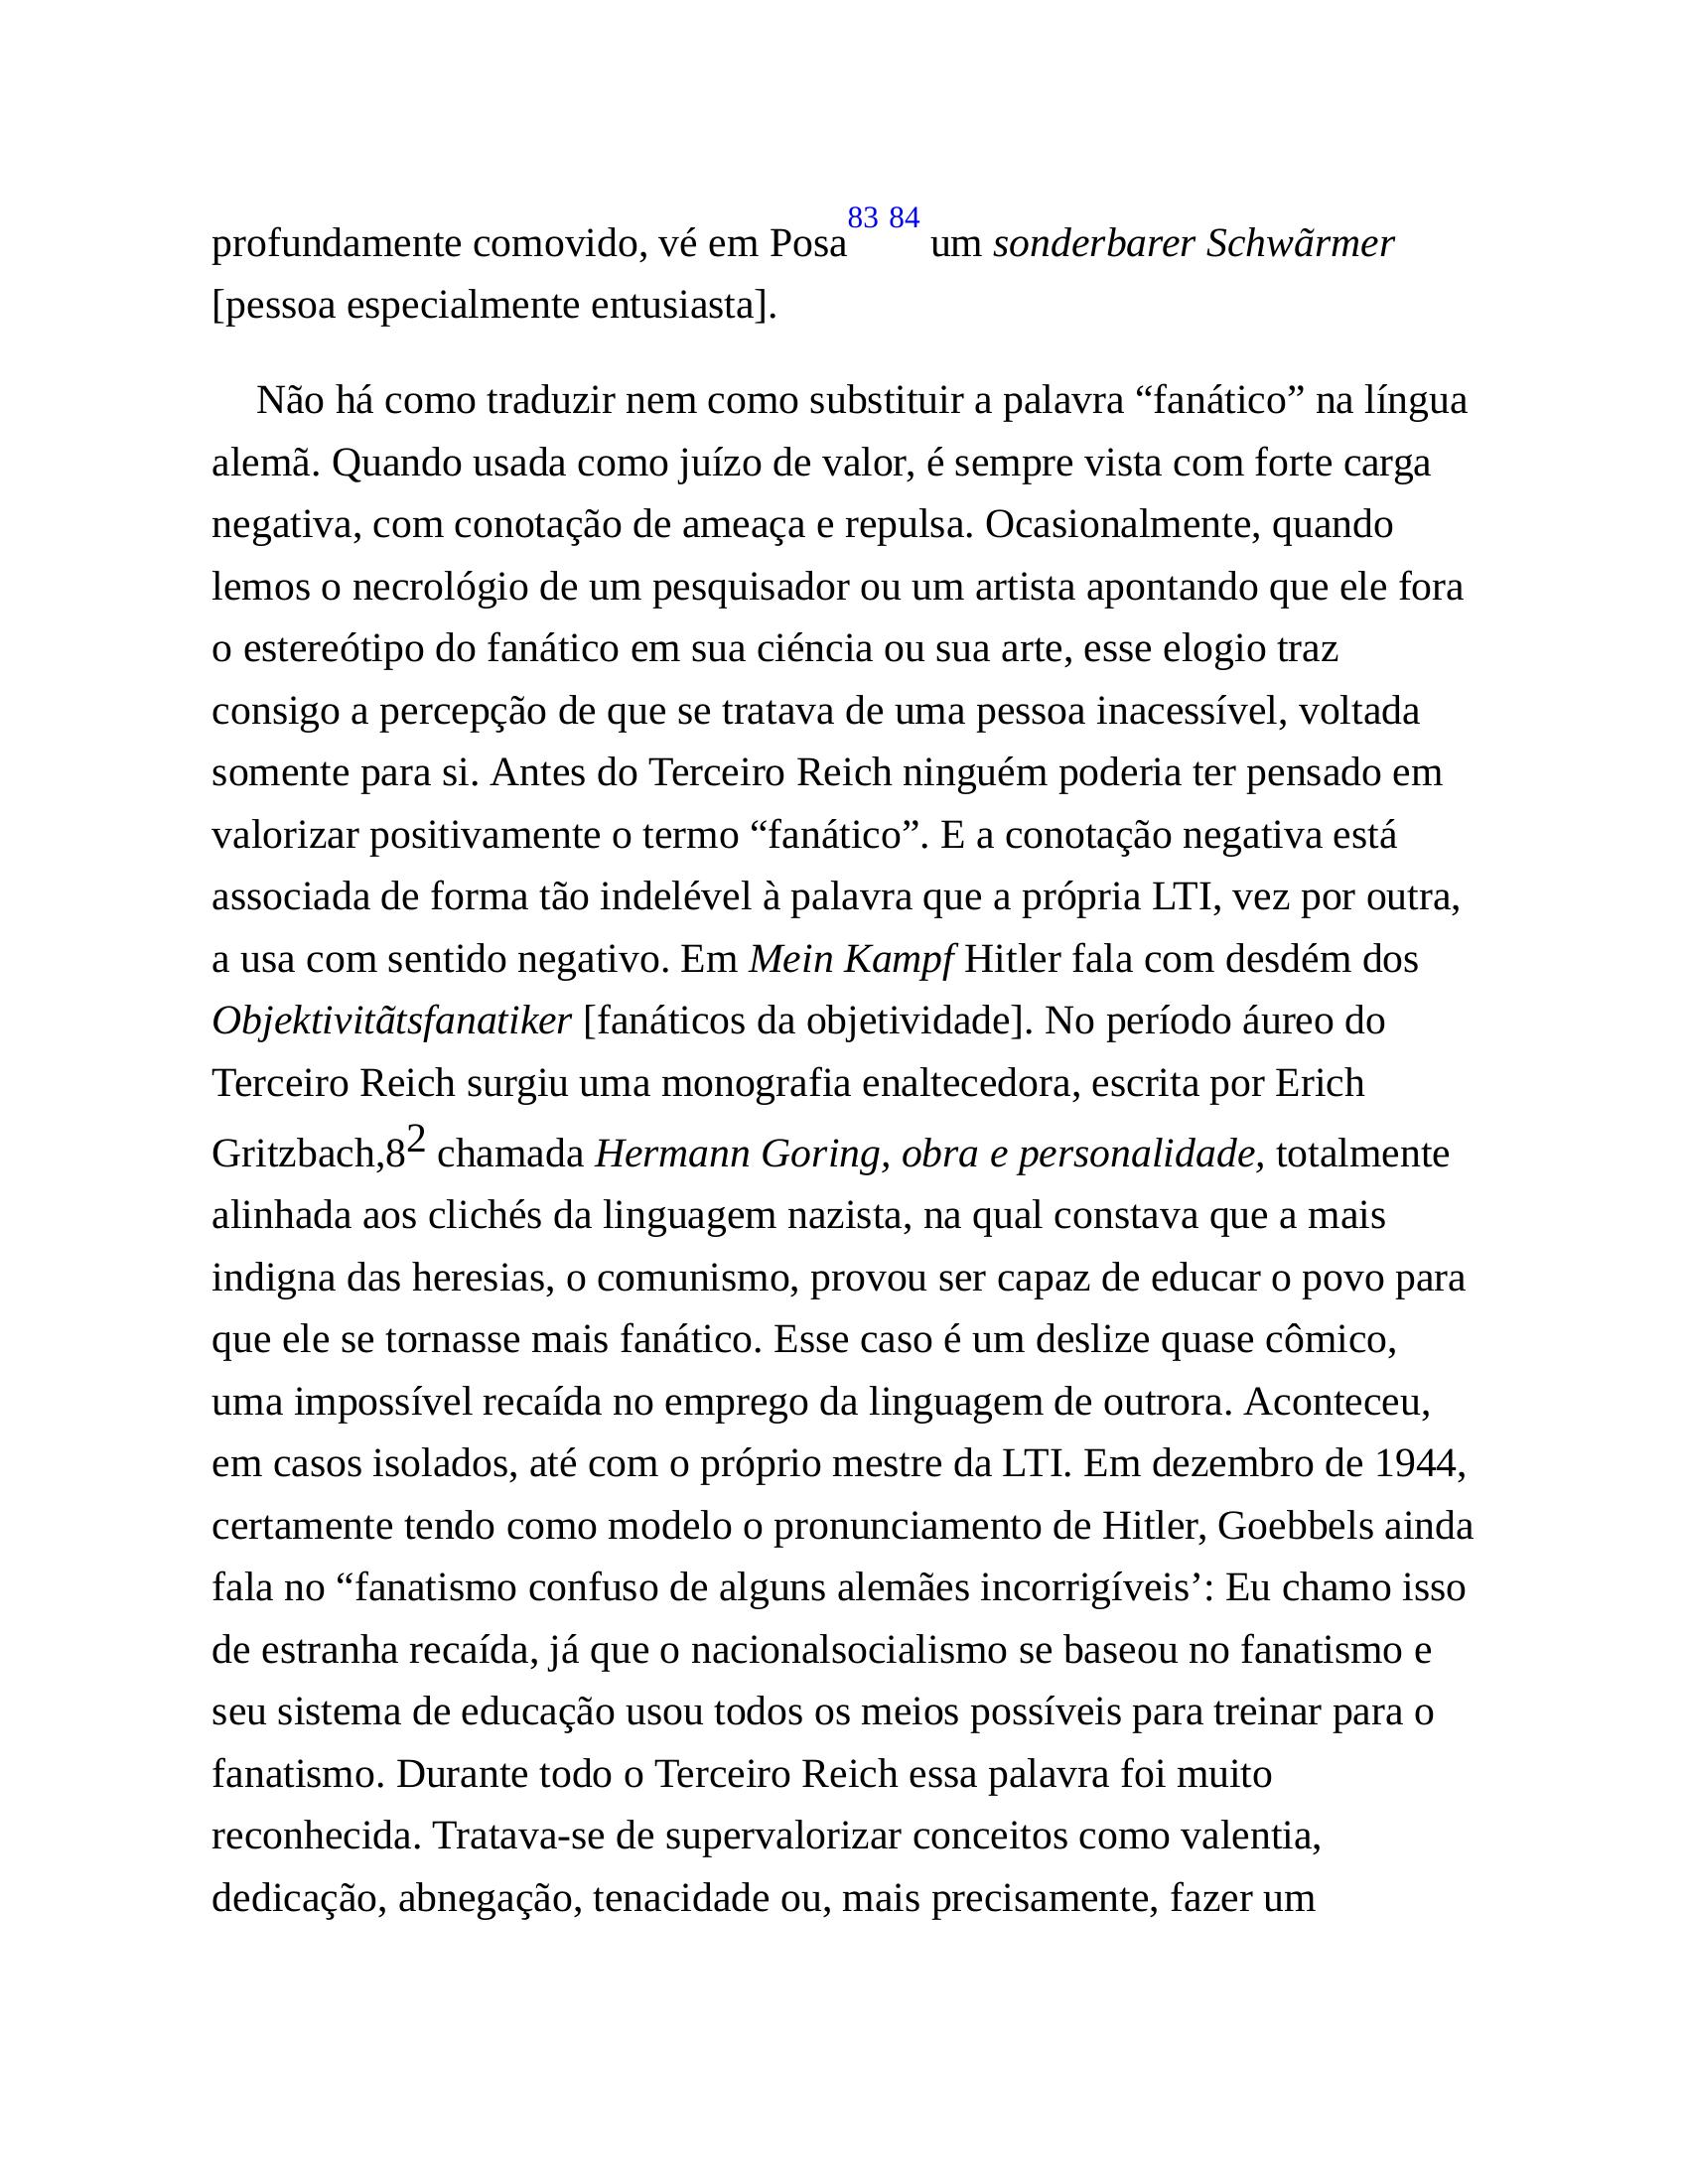 profundamente comovido, vé em Posa83 84 um sonderbarer Schwãrmer
[pessoa especialmente entusiasta].
Não há como traduzir nem como substituir a palavra “fanático” na língua
alemã. Quando usada como juízo de valor, é sempre vista com forte carga
negativa, com conotação de ameaça e repulsa. Ocasionalmente, quando
lemos o necrológio de um pesquisador ou um artista apontando que ele fora
o estereótipo do fanático em sua ciéncia ou sua arte, esse elogio traz
consigo a percepção de que se tratava de uma pessoa inacessível, voltada
somente para si. Antes do Terceiro Reich ninguém poderia ter pensado em
valorizar positivamente o termo “fanático”. E a conotação negativa está
associada de forma tão indelével à palavra que a própria LTI, vez por outra,
a usa com sentido negativo. Em Mein Kampf Hitler fala com desdém dos
Objektivitãtsfanatiker [fanáticos da objetividade]. No período áureo do
Terceiro Reich surgiu uma monografia enaltecedora, escrita por Erich
Gritzbach,82 chamada Hermann Goring, obra e personalidade, totalmente
alinhada aos clichés da linguagem nazista, na qual constava que a mais
indigna das heresias, o comunismo, provou ser capaz de educar o povo para
que ele se tornasse mais fanático. Esse caso é um deslize quase cômico,
uma impossível recaída no emprego da linguagem de outrora. Aconteceu,
em casos isolados, até com o próprio mestre da LTI. Em dezembro de 1944,
certamente tendo como modelo o pronunciamento de Hitler, Goebbels ainda
fala no “fanatismo confuso de alguns alemães incorrigíveis’: Eu chamo isso
de estranha recaída, já que o nacionalsocialismo se baseou no fanatismo e
seu sistema de educação usou todos os meios possíveis para treinar para o
fanatismo. Durante todo o Terceiro Reich essa palavra foi muito
reconhecida. Tratava-se de supervalorizar conceitos como valentia,
dedicação, abnegação, tenacidade ou, mais precisamente, fazer um